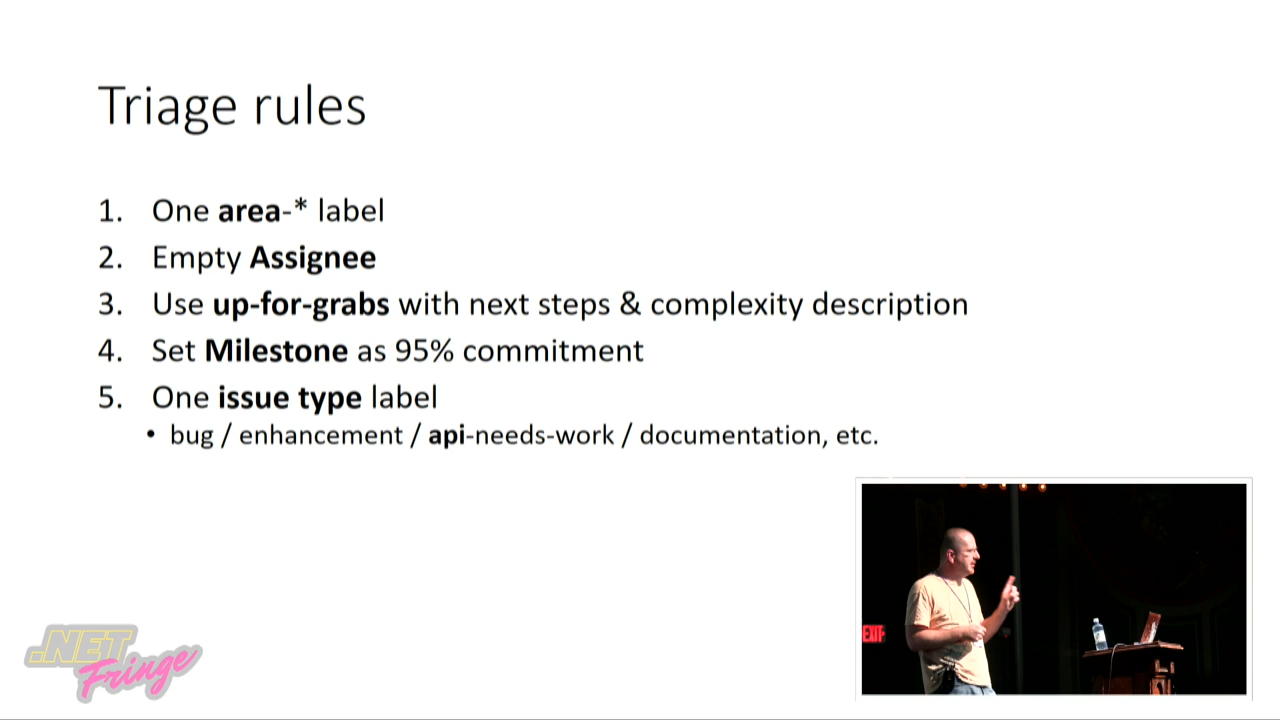 Triage rules
1. One area-* label
2. Empty Assignee
3. Use up-for-grabs with next steps & complexity description
4. Set Milestone as 95% commitment
5. One issue type label
• bug / enhancement / api-needs-work / documentation, etc.
EXIT
.NET
Fringe